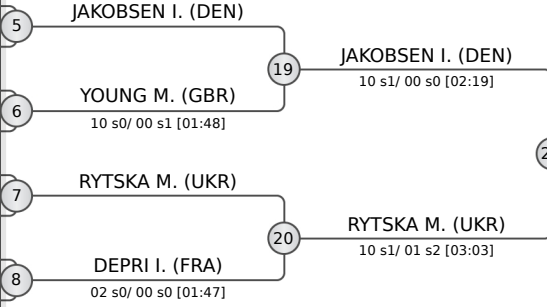 JAKOBSEN I. (DEN)
5
19
JAKOBSEN I. (DEN)
10 s1/ 00 s0 [02:19]
YOUNG M. (GBR)
6
10 s0/ 00 s1 [01:48]
RYTSKA M. (UKR)
7
20
RYTSKA M. (UKR)
10 s1/ 01 s2 [03:03]
DEPRI I. (FRA)
8
02 s0/ 00 s0 [01:47]